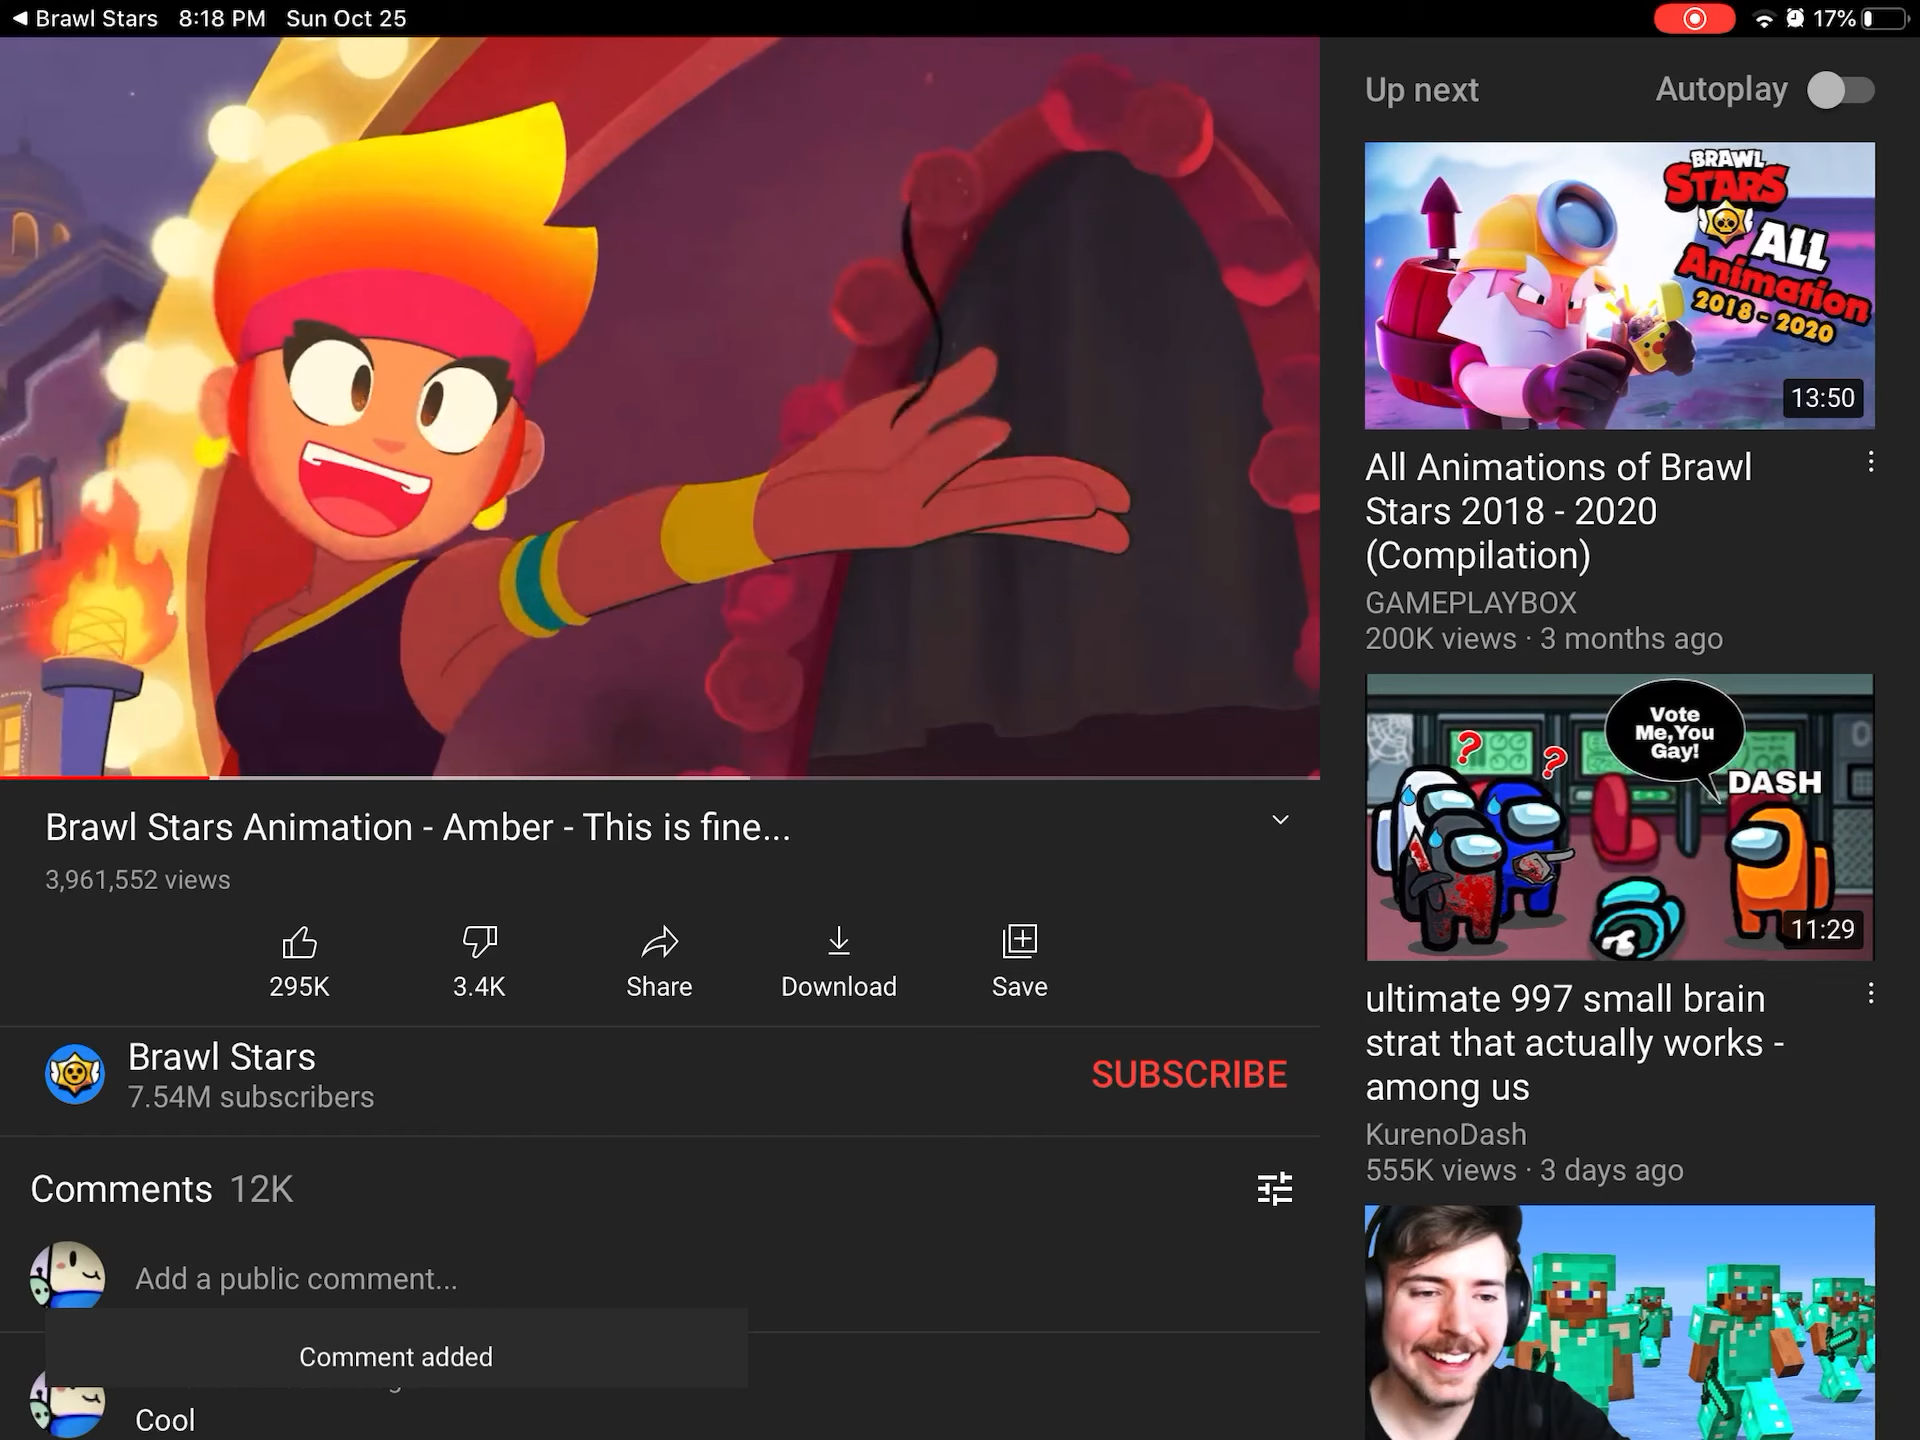 Brawl Stars 8:18 PM Sun Oct 25
17%
Up next Autoplay
BRAWL
STARS
ALL
Animation
2018 - 2020
13:50
All Animations of Brawl
Stars 2018 - 2020
(Compilation)
GAMEPLAYBOX
200K views · 3 months ago
Vote
Me,You
Gay!
DASH
11:29
ultimate 997 small brain
strat that actually works -
among us
KurenoDash
555K views · 3 days ago
Brawl Stars Animation - Amber - This is fine...
3,961,552 views
295K 3.4K Share Download Save
Brawl Stars
7.54M subscribers
SUBSCRIBE
Comments 12K
Add a public comment...
Comment added
Cool